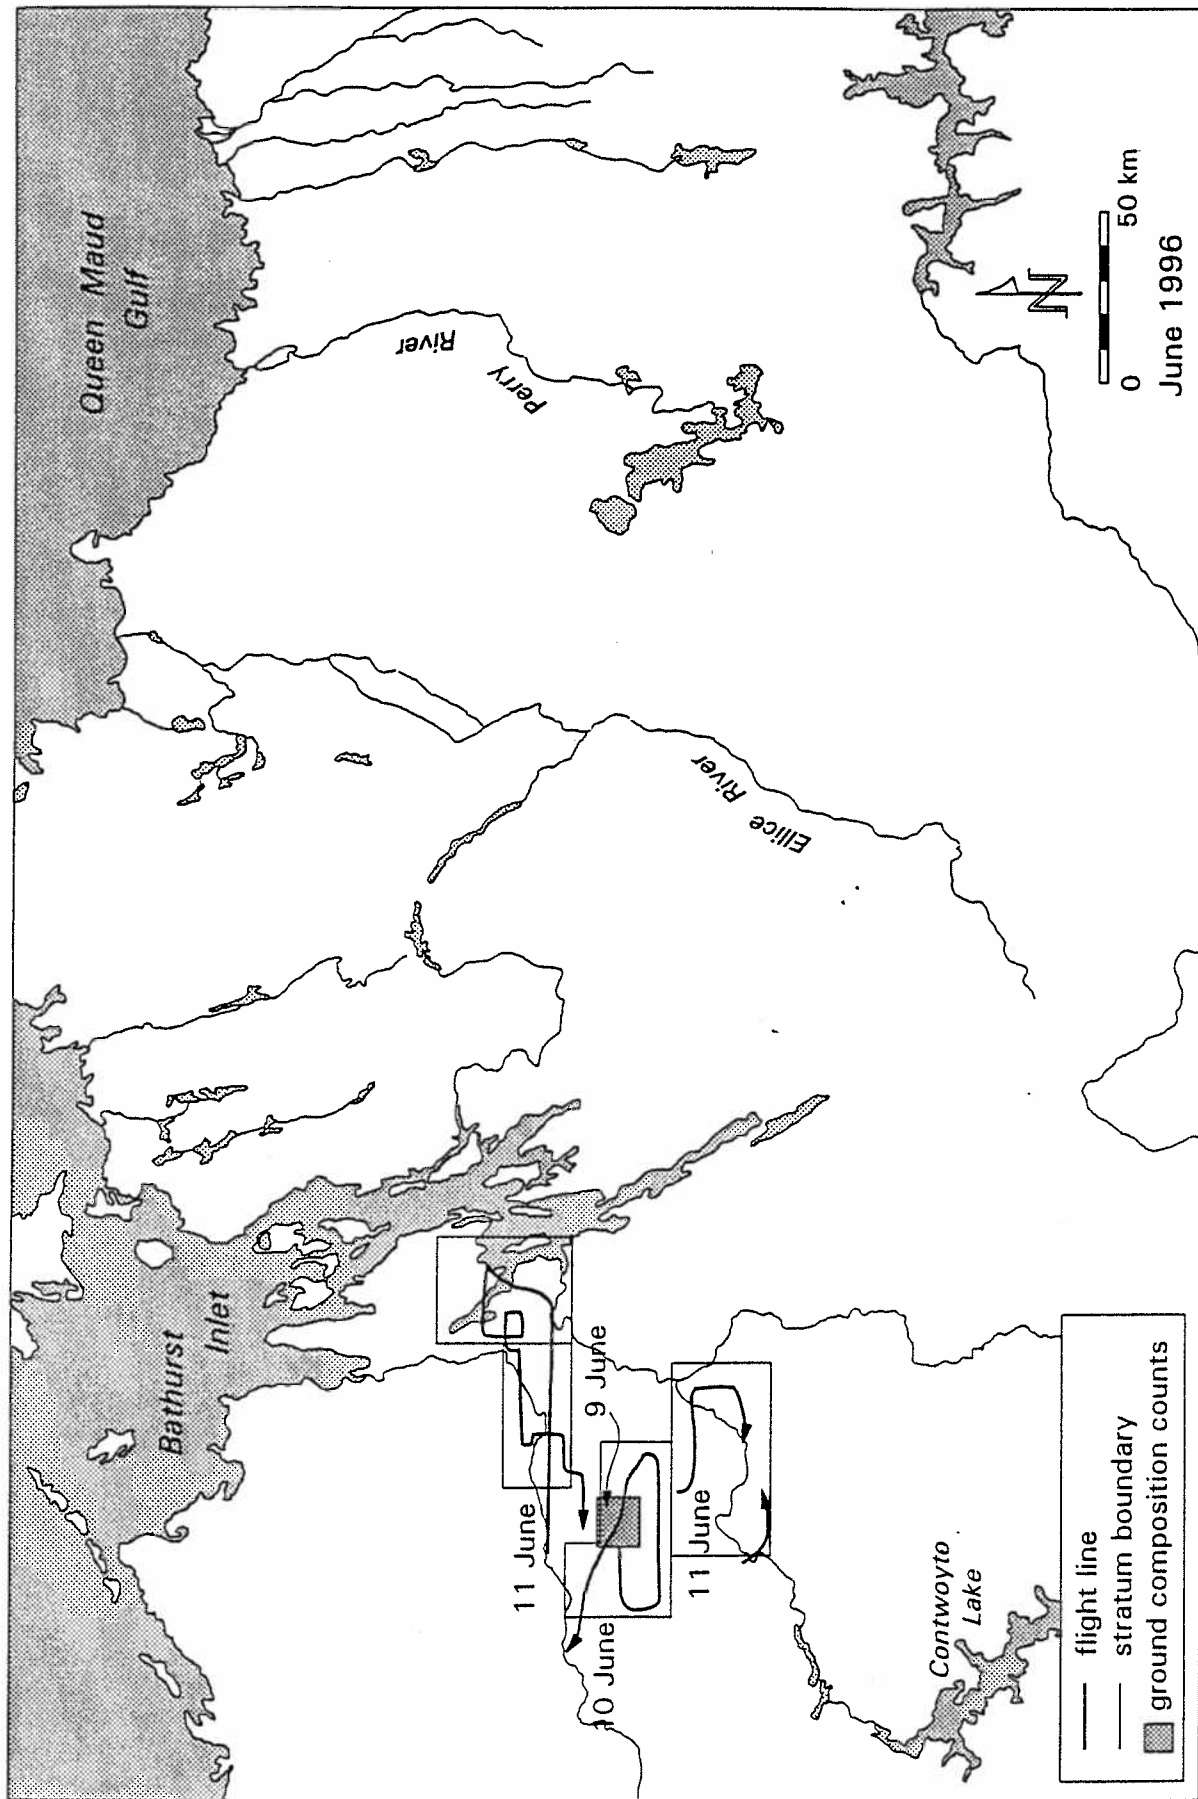 Queen Maud
Gulf
Bathurst
Inlet
Perry
River
Ellice River
11 June
9 June
10 June
11 June
Contwoyto
Lake
N
0 50 km
June 1996
flight line
stratum boundary
ground composition counts